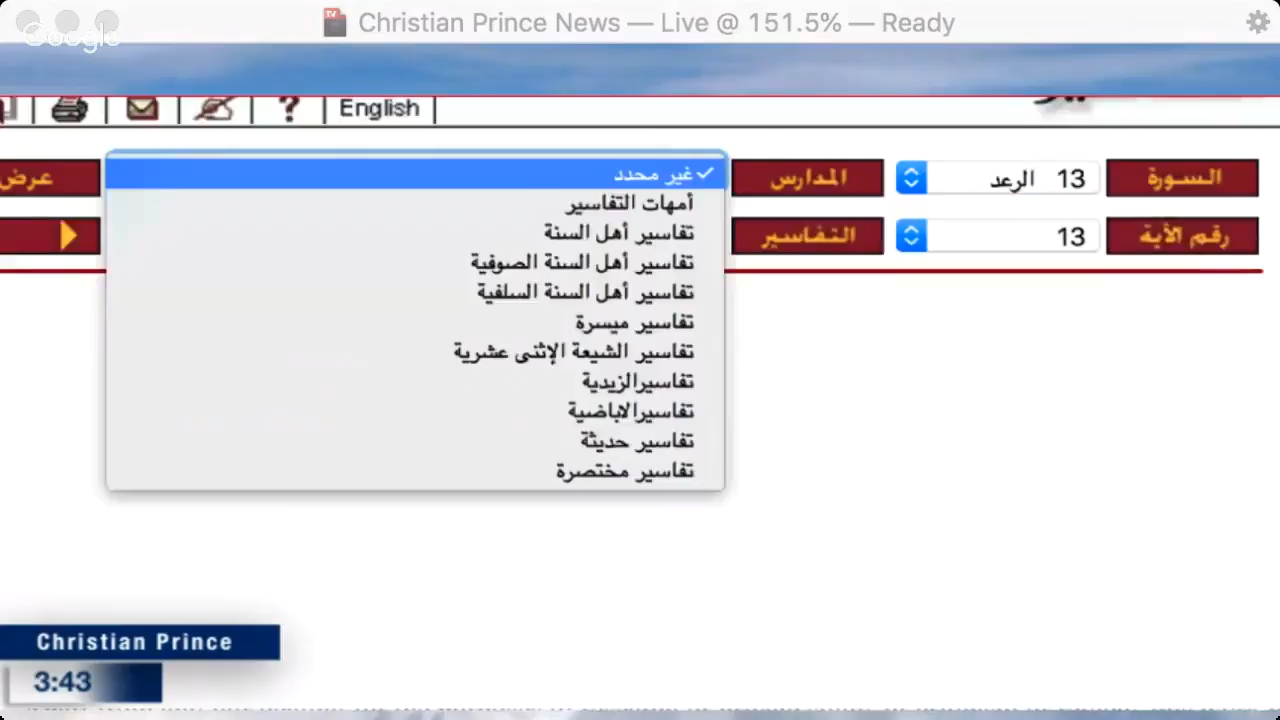 Christian Prince News — Live @ 151.5% — Ready
Google
English
السورة
13 الرعد
المدارس
عرض
رقم الآية
13
التفاسير
غير محدد
أمهات التفاسير
تفاسير أهل السنة
تفاسير أهل السنة الصوفية
تفاسير أهل السنة السلفية
تفاسير ميسرة
تفاسير الشيعة الإثنى عشرية
تفاسيرالزيدية
تفاسيرالاباضية
تفاسير حديثة
تفاسير مختصرة
Christian Prince
3:43